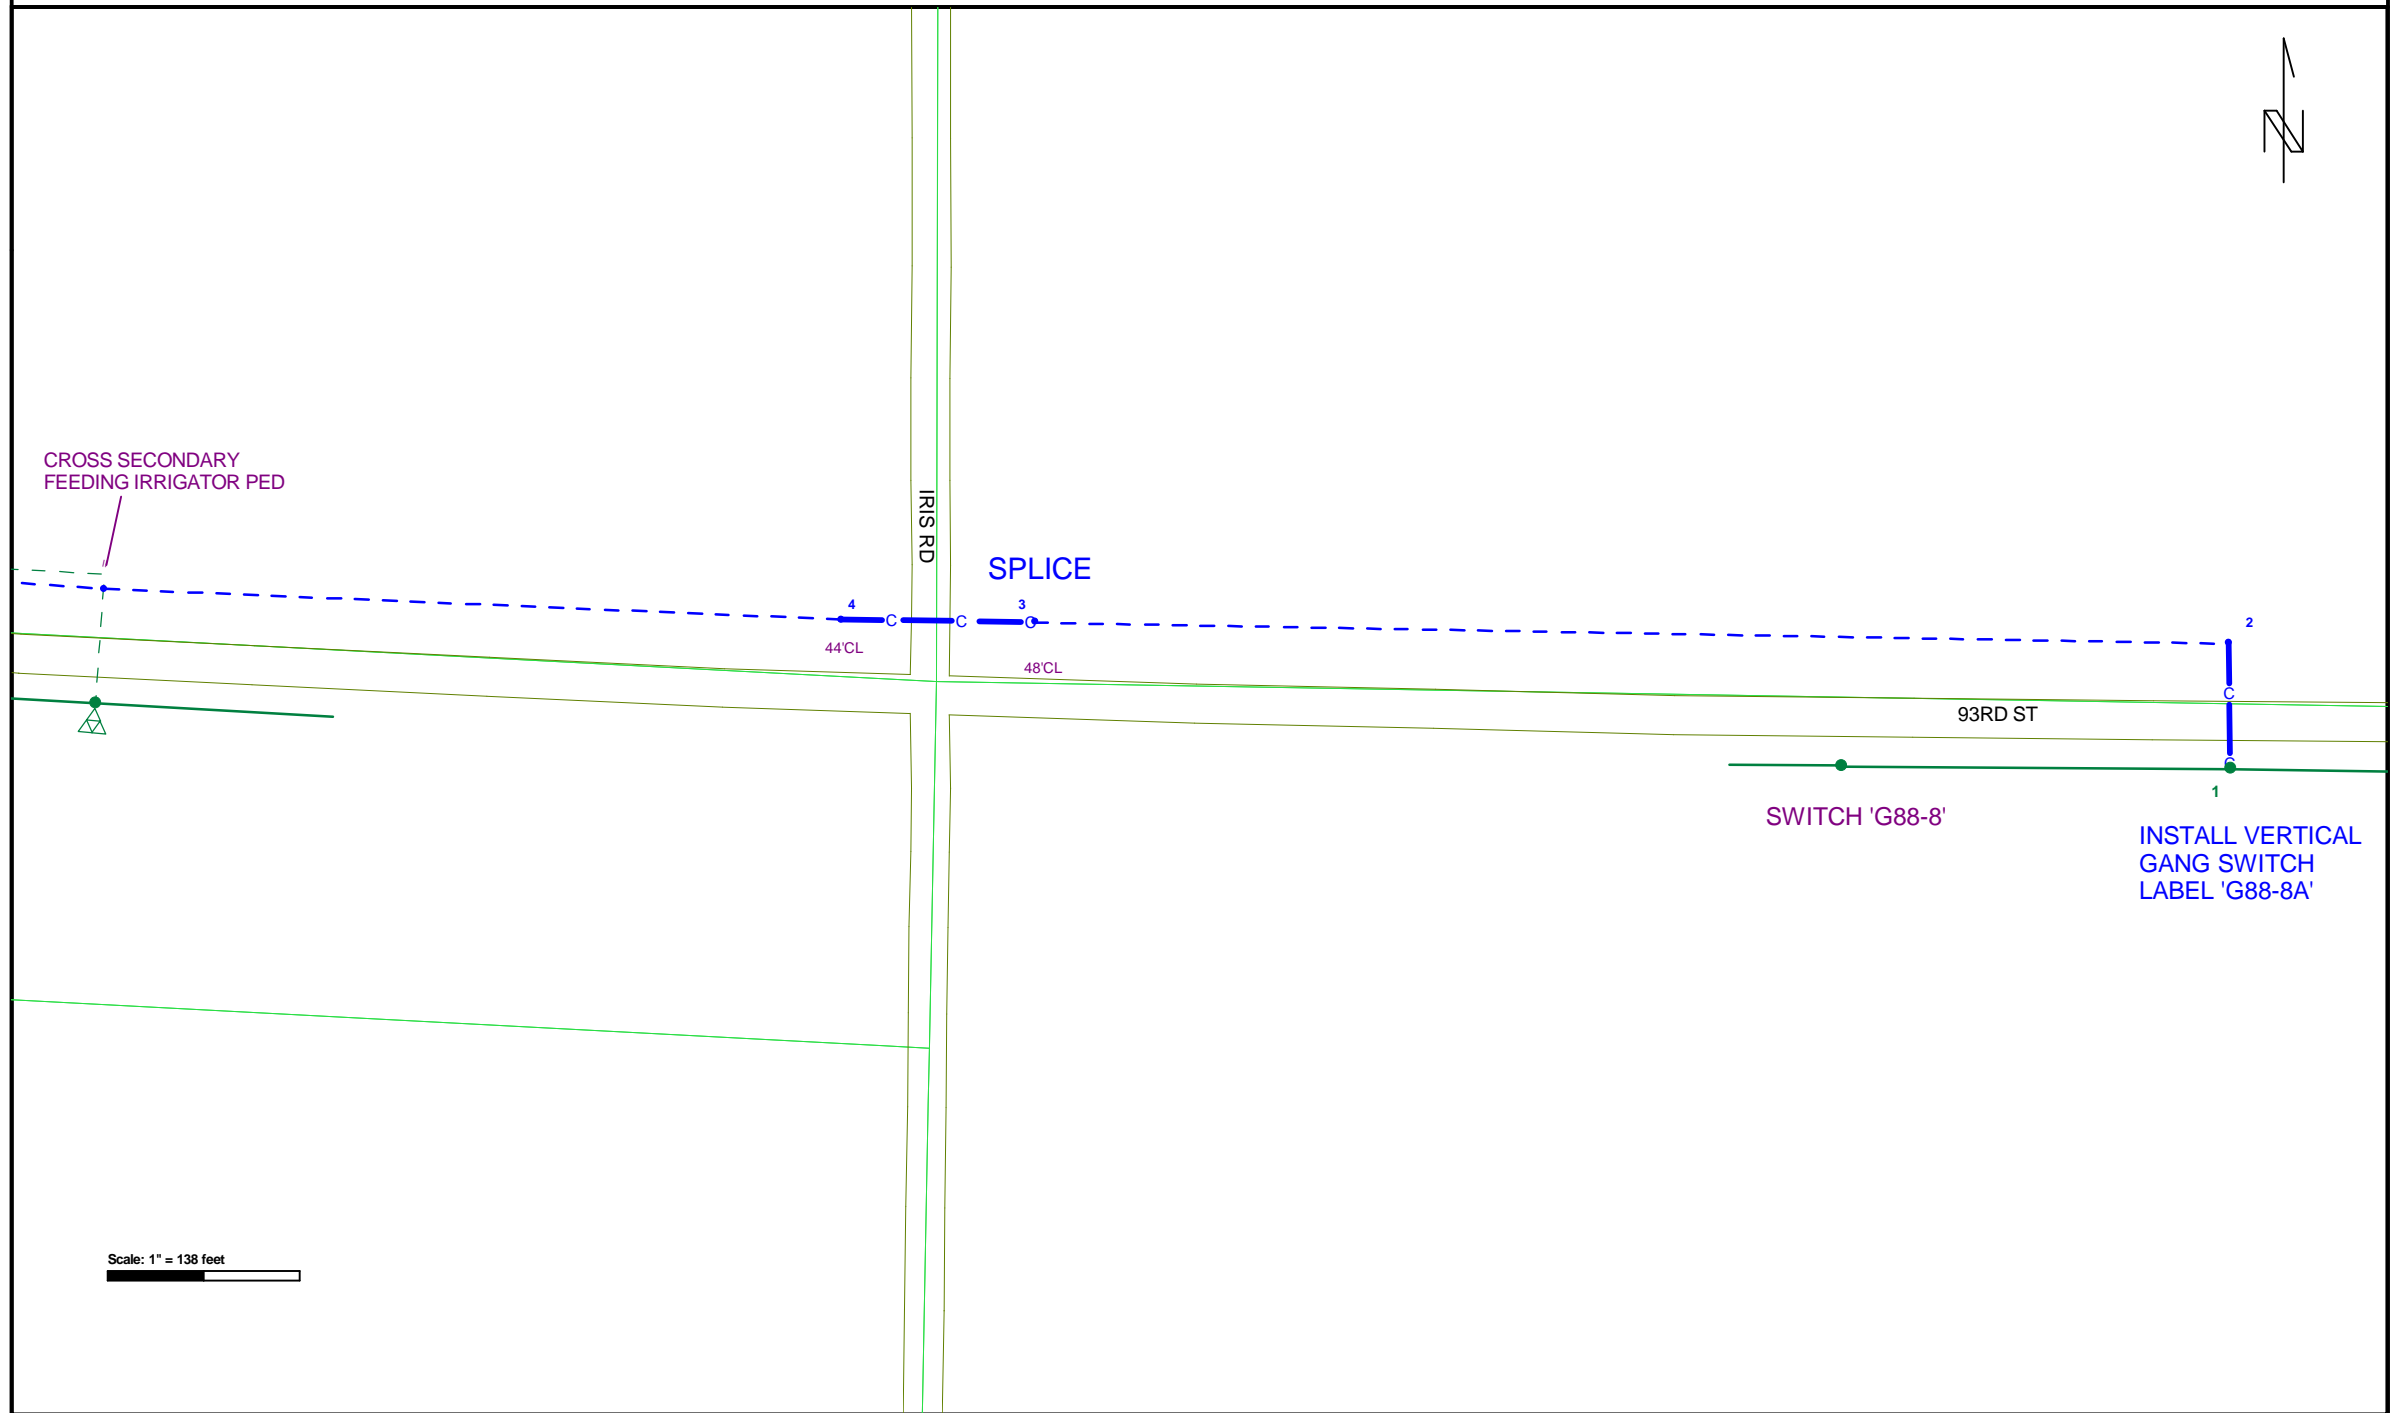 N
CROSS SECONDARY
FEEDING IRRIGATOR PED
IRIS RD
SPLICE
4
C
C
3
C
2
44'CL
48'CL
C
93RD ST
C
1
SWITCH 'G88-8'
INSTALL VERTICAL
GANG SWITCH
LABEL 'G88-8A'
Scale: 1" = 138 feet